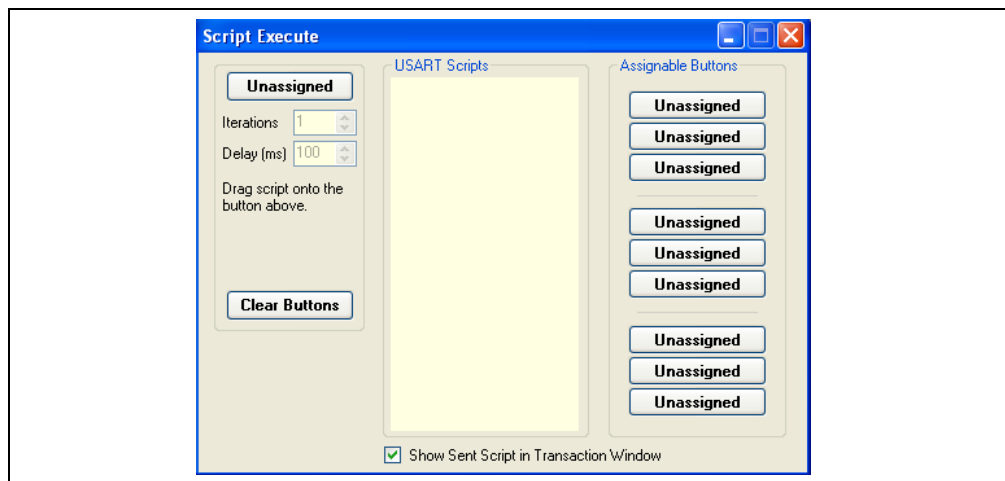 Script Execute
Unassigned
Iterations 1
Delay (ms) 100
Drag script onto the
button above.
Clear Buttons
USART Scripts
Assignable Buttons
Unassigned
Unassigned
Unassigned
Unassigned
Unassigned
Unassigned
Unassigned
Unassigned
Unassigned
Show Sent Script in Transaction Window